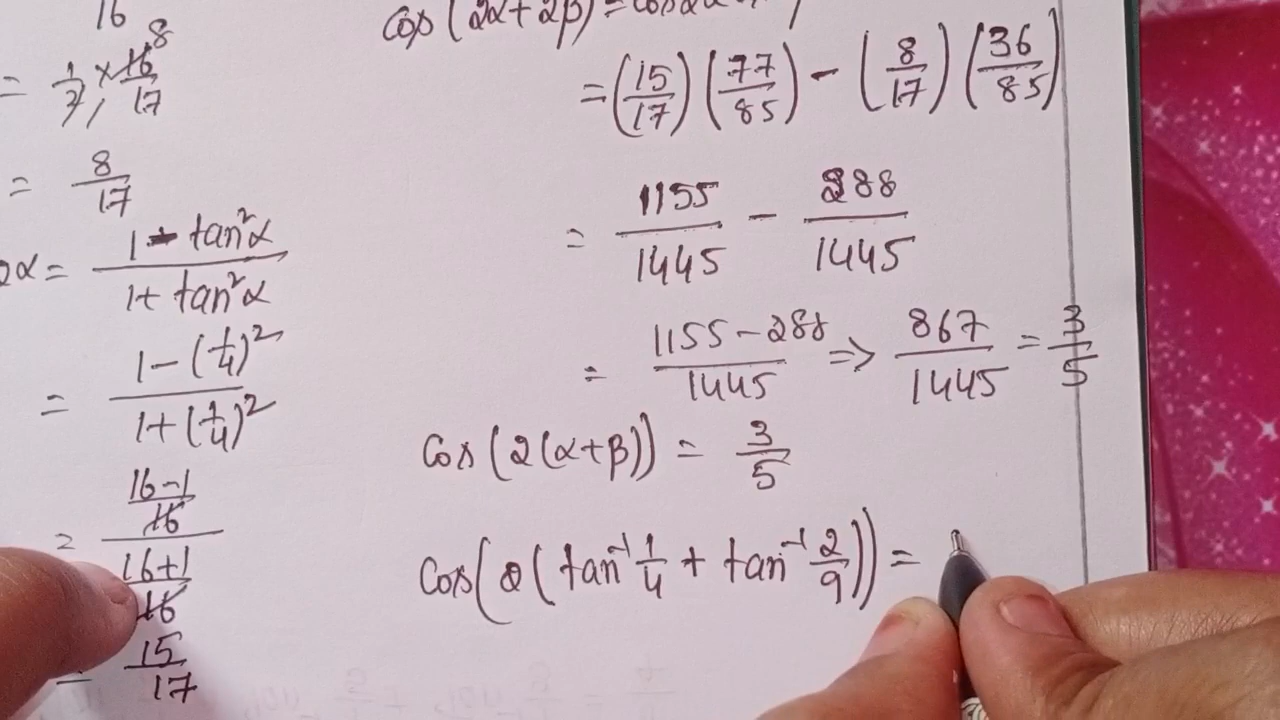 16
= 1/2 × 16/17 8
= 8/17
2α = (1 - tan²α)/(1 + tan²α)
= (1 - (1/4)²)/(1 + (1/4)²)
= ((16-1)/16)/((16+1)/16)
= 15/17
Cos(2α+2β) = cos2α
= (15/17)(77/85) - (8/17)(36/85)
= 1155/1445 - 288/1445
= (1155-288)/1445 => 867/1445 = 3/5
Cos(2(α+β)) = 3/5
Cos(2(tan⁻¹ 1/4 + tan⁻¹ 2/9)) =